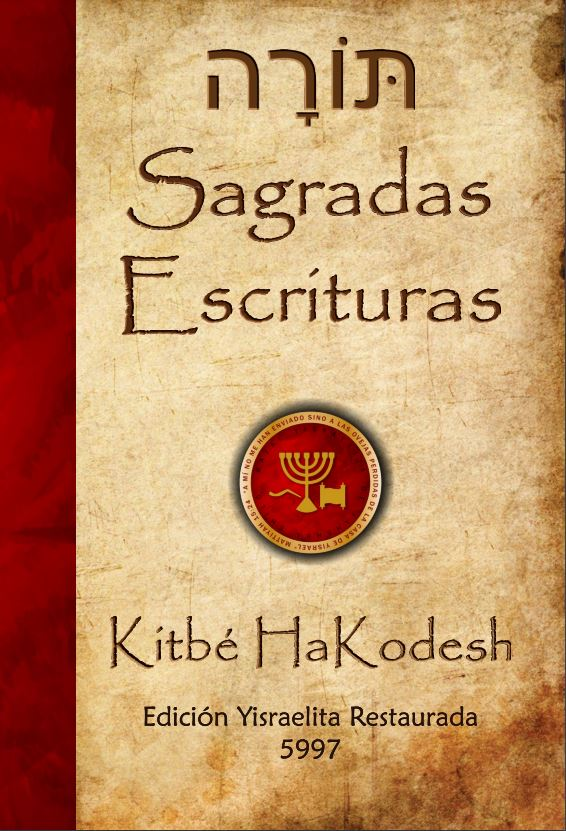 תּוֹרָה
Sagradas
Escrituras
"A MÍ NO ME HAN ENVIADO SINO A LAS OVEJAS PERDIDAS DE LA CASA DE YISRAEL" MATTIYAH 15:24
Kitbé HaKodesh
Edición Yisraelita Restaurada
5997